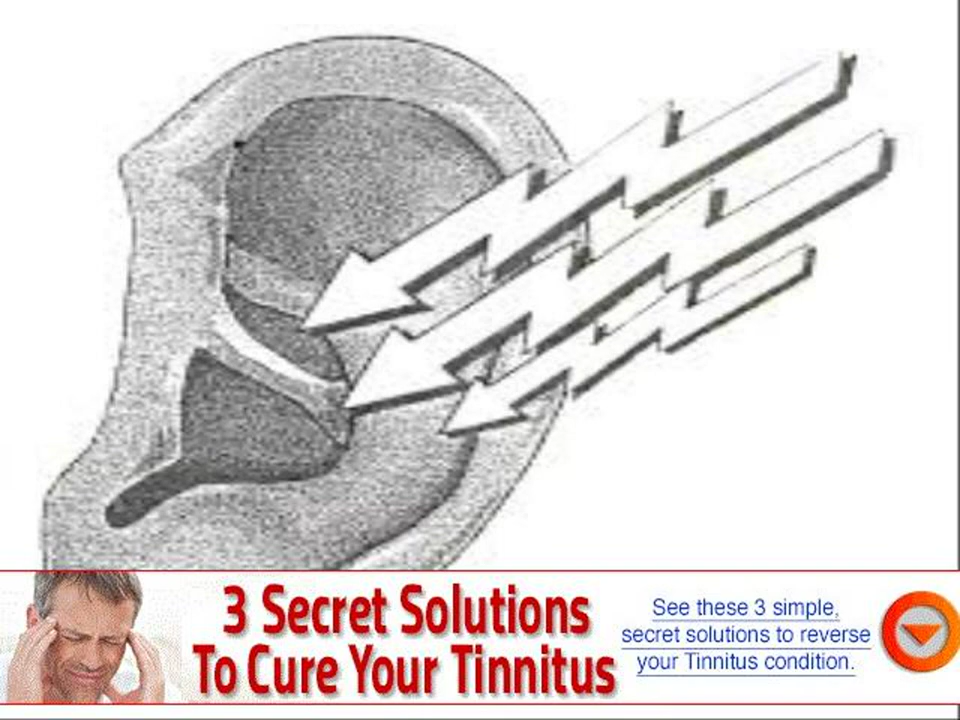 3 Secret Solutions
To Cure Your Tinnitus
See these 3 simple,
secret solutions to reverse
your Tinnitus condition.